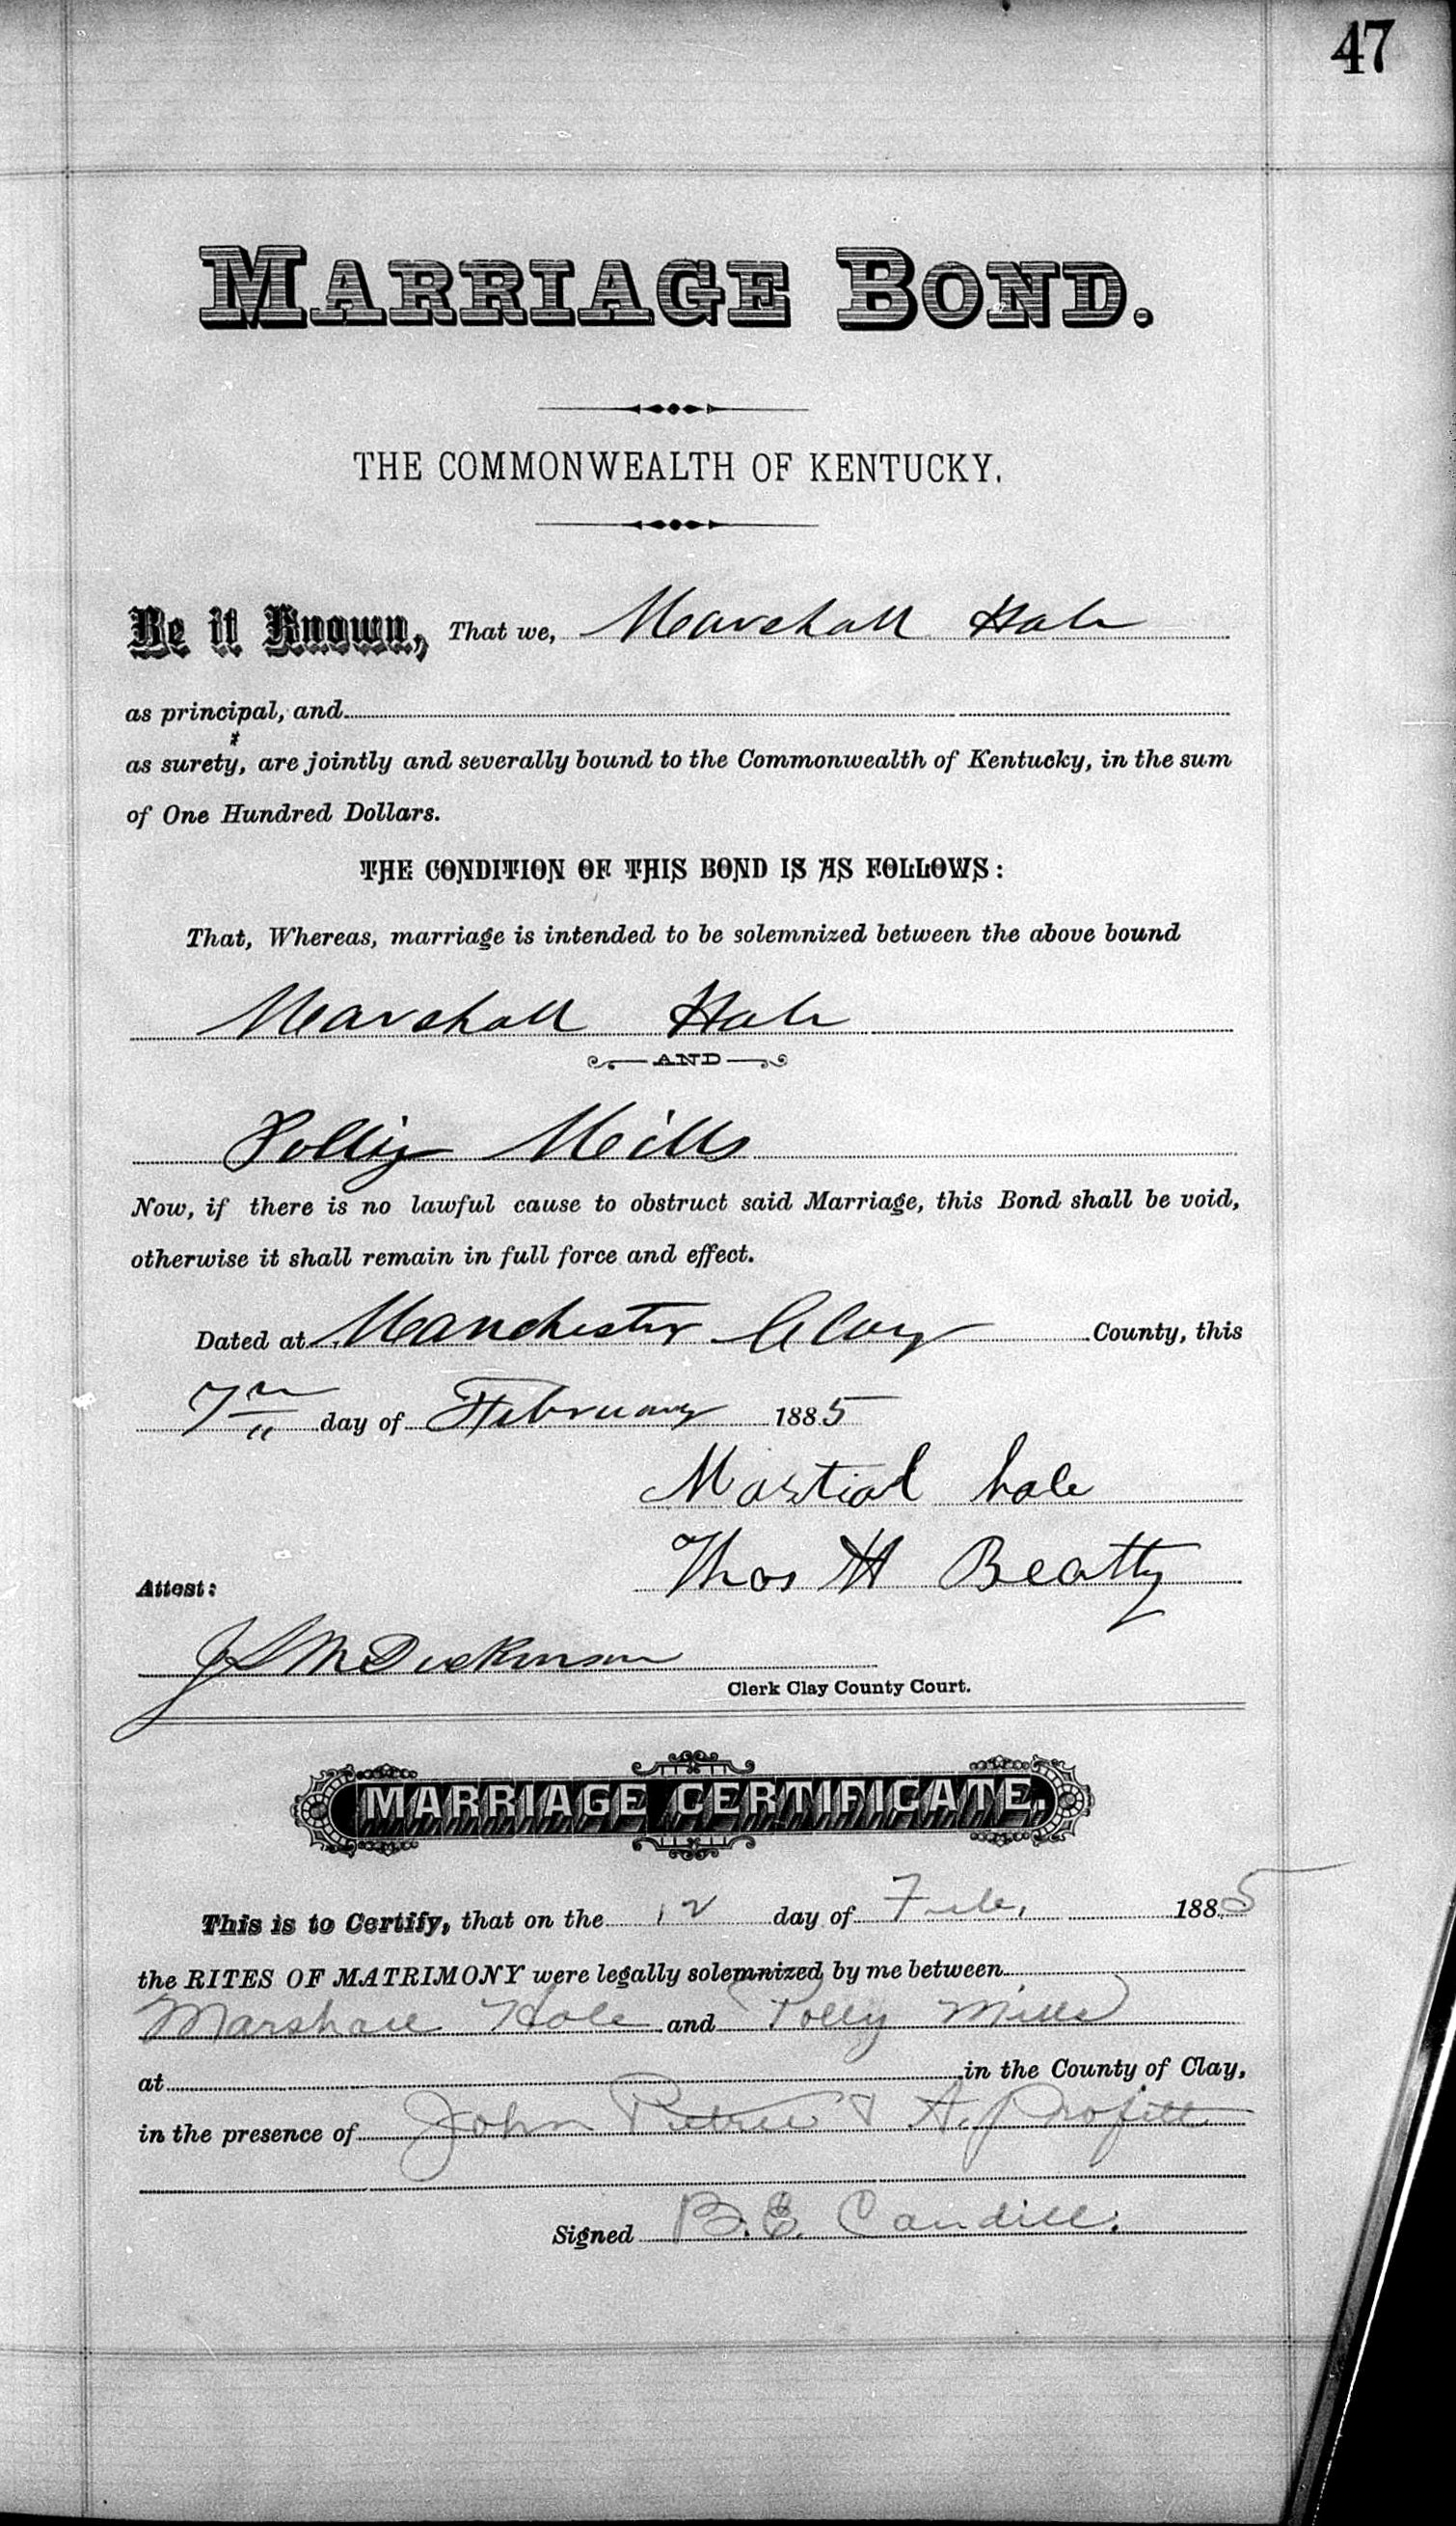 47
MARRIAGE BOND.
THE COMMONWEALTH OF KENTUCKY.
Be it Known, That we, Marshall Hale
as principal, and
as surety, are jointly and severally bound to the Commonwealth of Kentucky, in the sum
of One Hundred Dollars.
THE CONDITION OF THIS BOND IS AS FOLLOWS:
That, Whereas, marriage is intended to be solemnized between the above bound
Marshall Hale
AND
Polly Mills
Now, if there is no lawful cause to obstruct said Marriage, this Bond shall be void,
otherwise it shall remain in full force and effect.
Dated at Manchester Clay County, this
7th day of February 1885
Martial hale
Thos H Beatty
Attest:
Clerk Clay County Court.
MARRIAGE CERTIFICATE.
This is to Certify, that on the 12 day of Feb. 1885
the RITES OF MATRIMONY were legally solemnized by me between
Marshall Hale and Polly Mills
at in the County of Clay,
in the presence of John & A. Profitt
Signed B. E. Caudill.